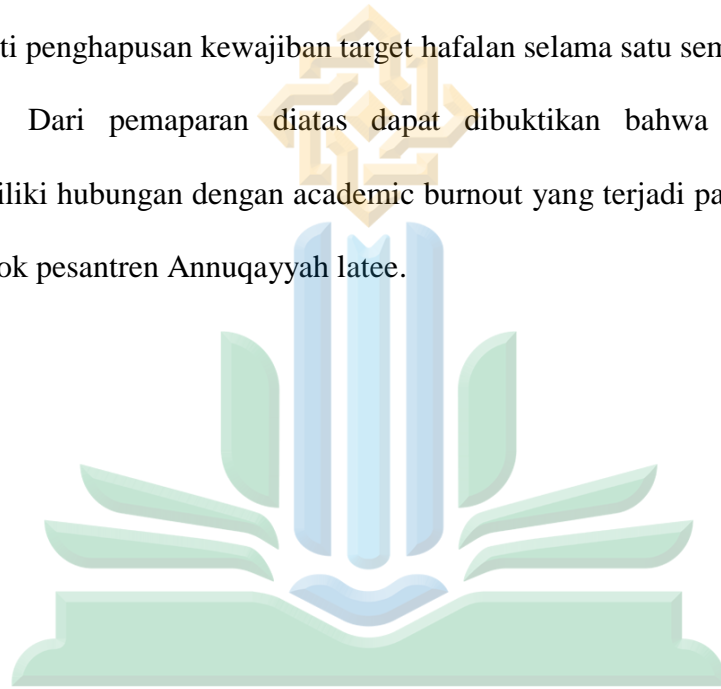 ti penghapusan kewajiban target hafalan selama satu sem
Dari pemaparan diatas dapat dibuktikan bahwa
iliki hubungan dengan academic burnout yang terjadi pa
ok pesantren Annuqayyah latee.